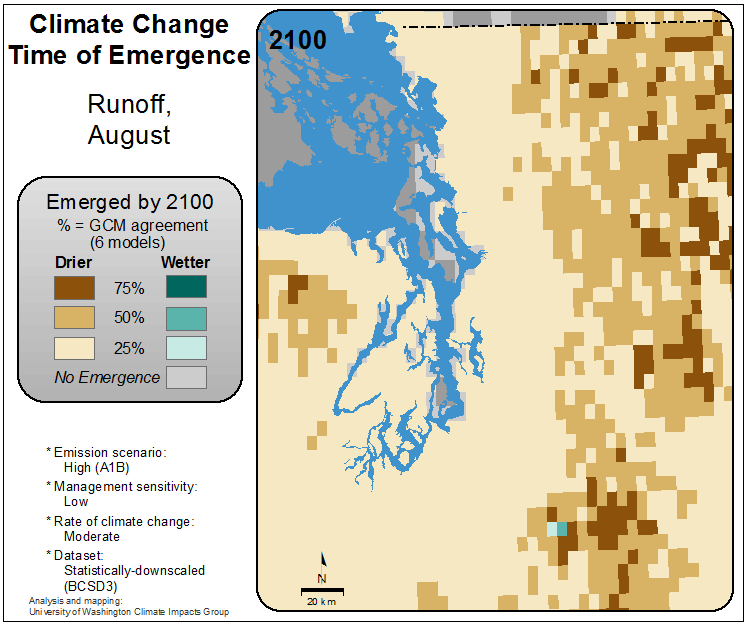 Climate Change
Time of Emergence
Runoff,
August
Emerged by 2100
% = GCM agreement
(6 models)
Drier Wetter
75%
50%
25%
No Emergence
* Emission scenario:
High (A1B)
* Management sensitivity:
Low
* Rate of climate change:
Moderate
* Dataset:
Statistically-downscaled
(BCSD3)
Analysis and mapping:
University of Washington Climate Impacts Group
2100
N
20 km